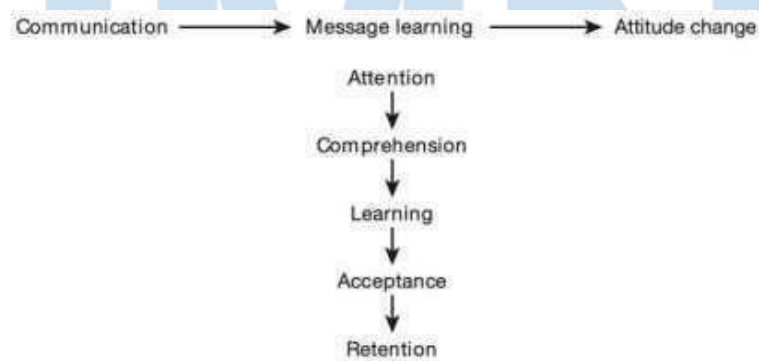 Communication Message learning Attitude change
Attention
Comprehension
Learning
Acceptance
Retention